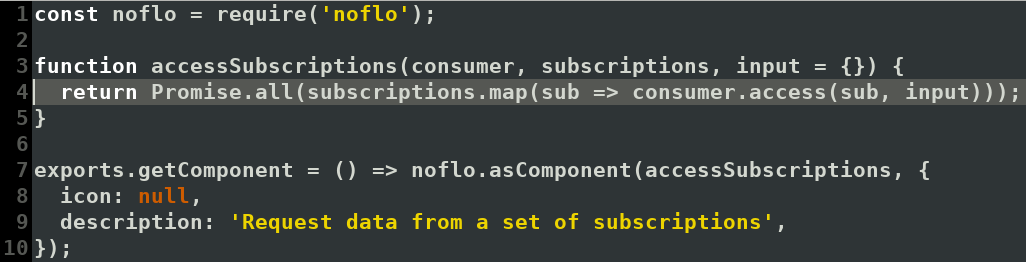 1 const noflo = require('noflo');
2
3 function accessSubscriptions(consumer, subscriptions, input = {}) {
4   return Promise.all(subscriptions.map(sub => consumer.access(sub, input)));
5 }
6
7 exports.getComponent = () => noflo.asComponent(accessSubscriptions, {
8   icon: null,
9   description: 'Request data from a set of subscriptions',
10 });